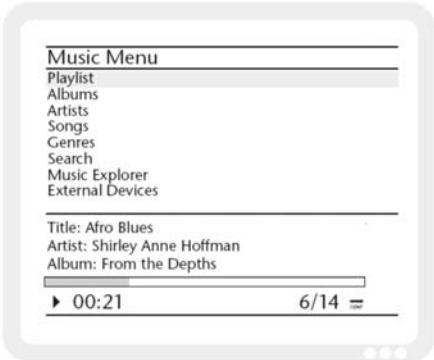 Music Menu
Playlist
Albums
Artists
Songs
Genres
Search
Music Explorer
External Devices
Title: Afro Blues
Artist: Shirley Anne Hoffman
Album: From the Depths
00:21 6/14